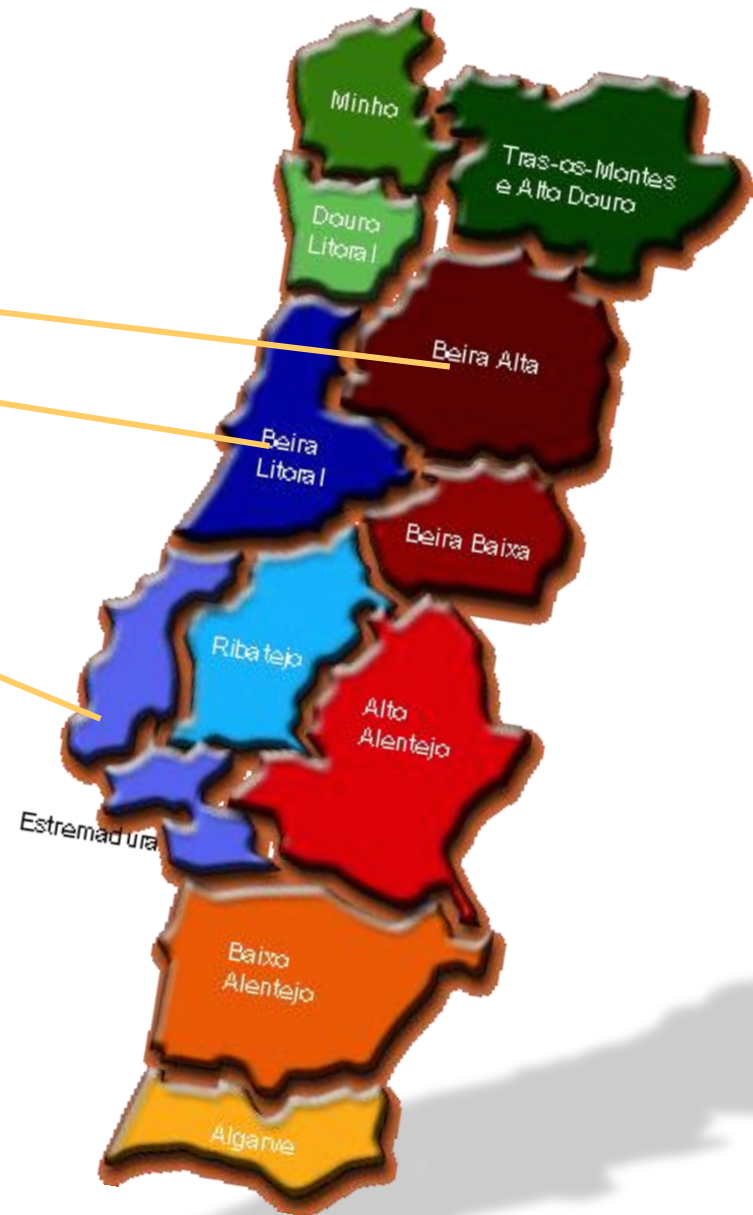 Minho
Tras-os-Montes
e Alto Douro
Douro
Litoral
Beira Alta
Beira
Litoral
Beira Baixa
Ribatejo
Alto
Alentejo
Estremadura
Baixo
Alentejo
Algarve